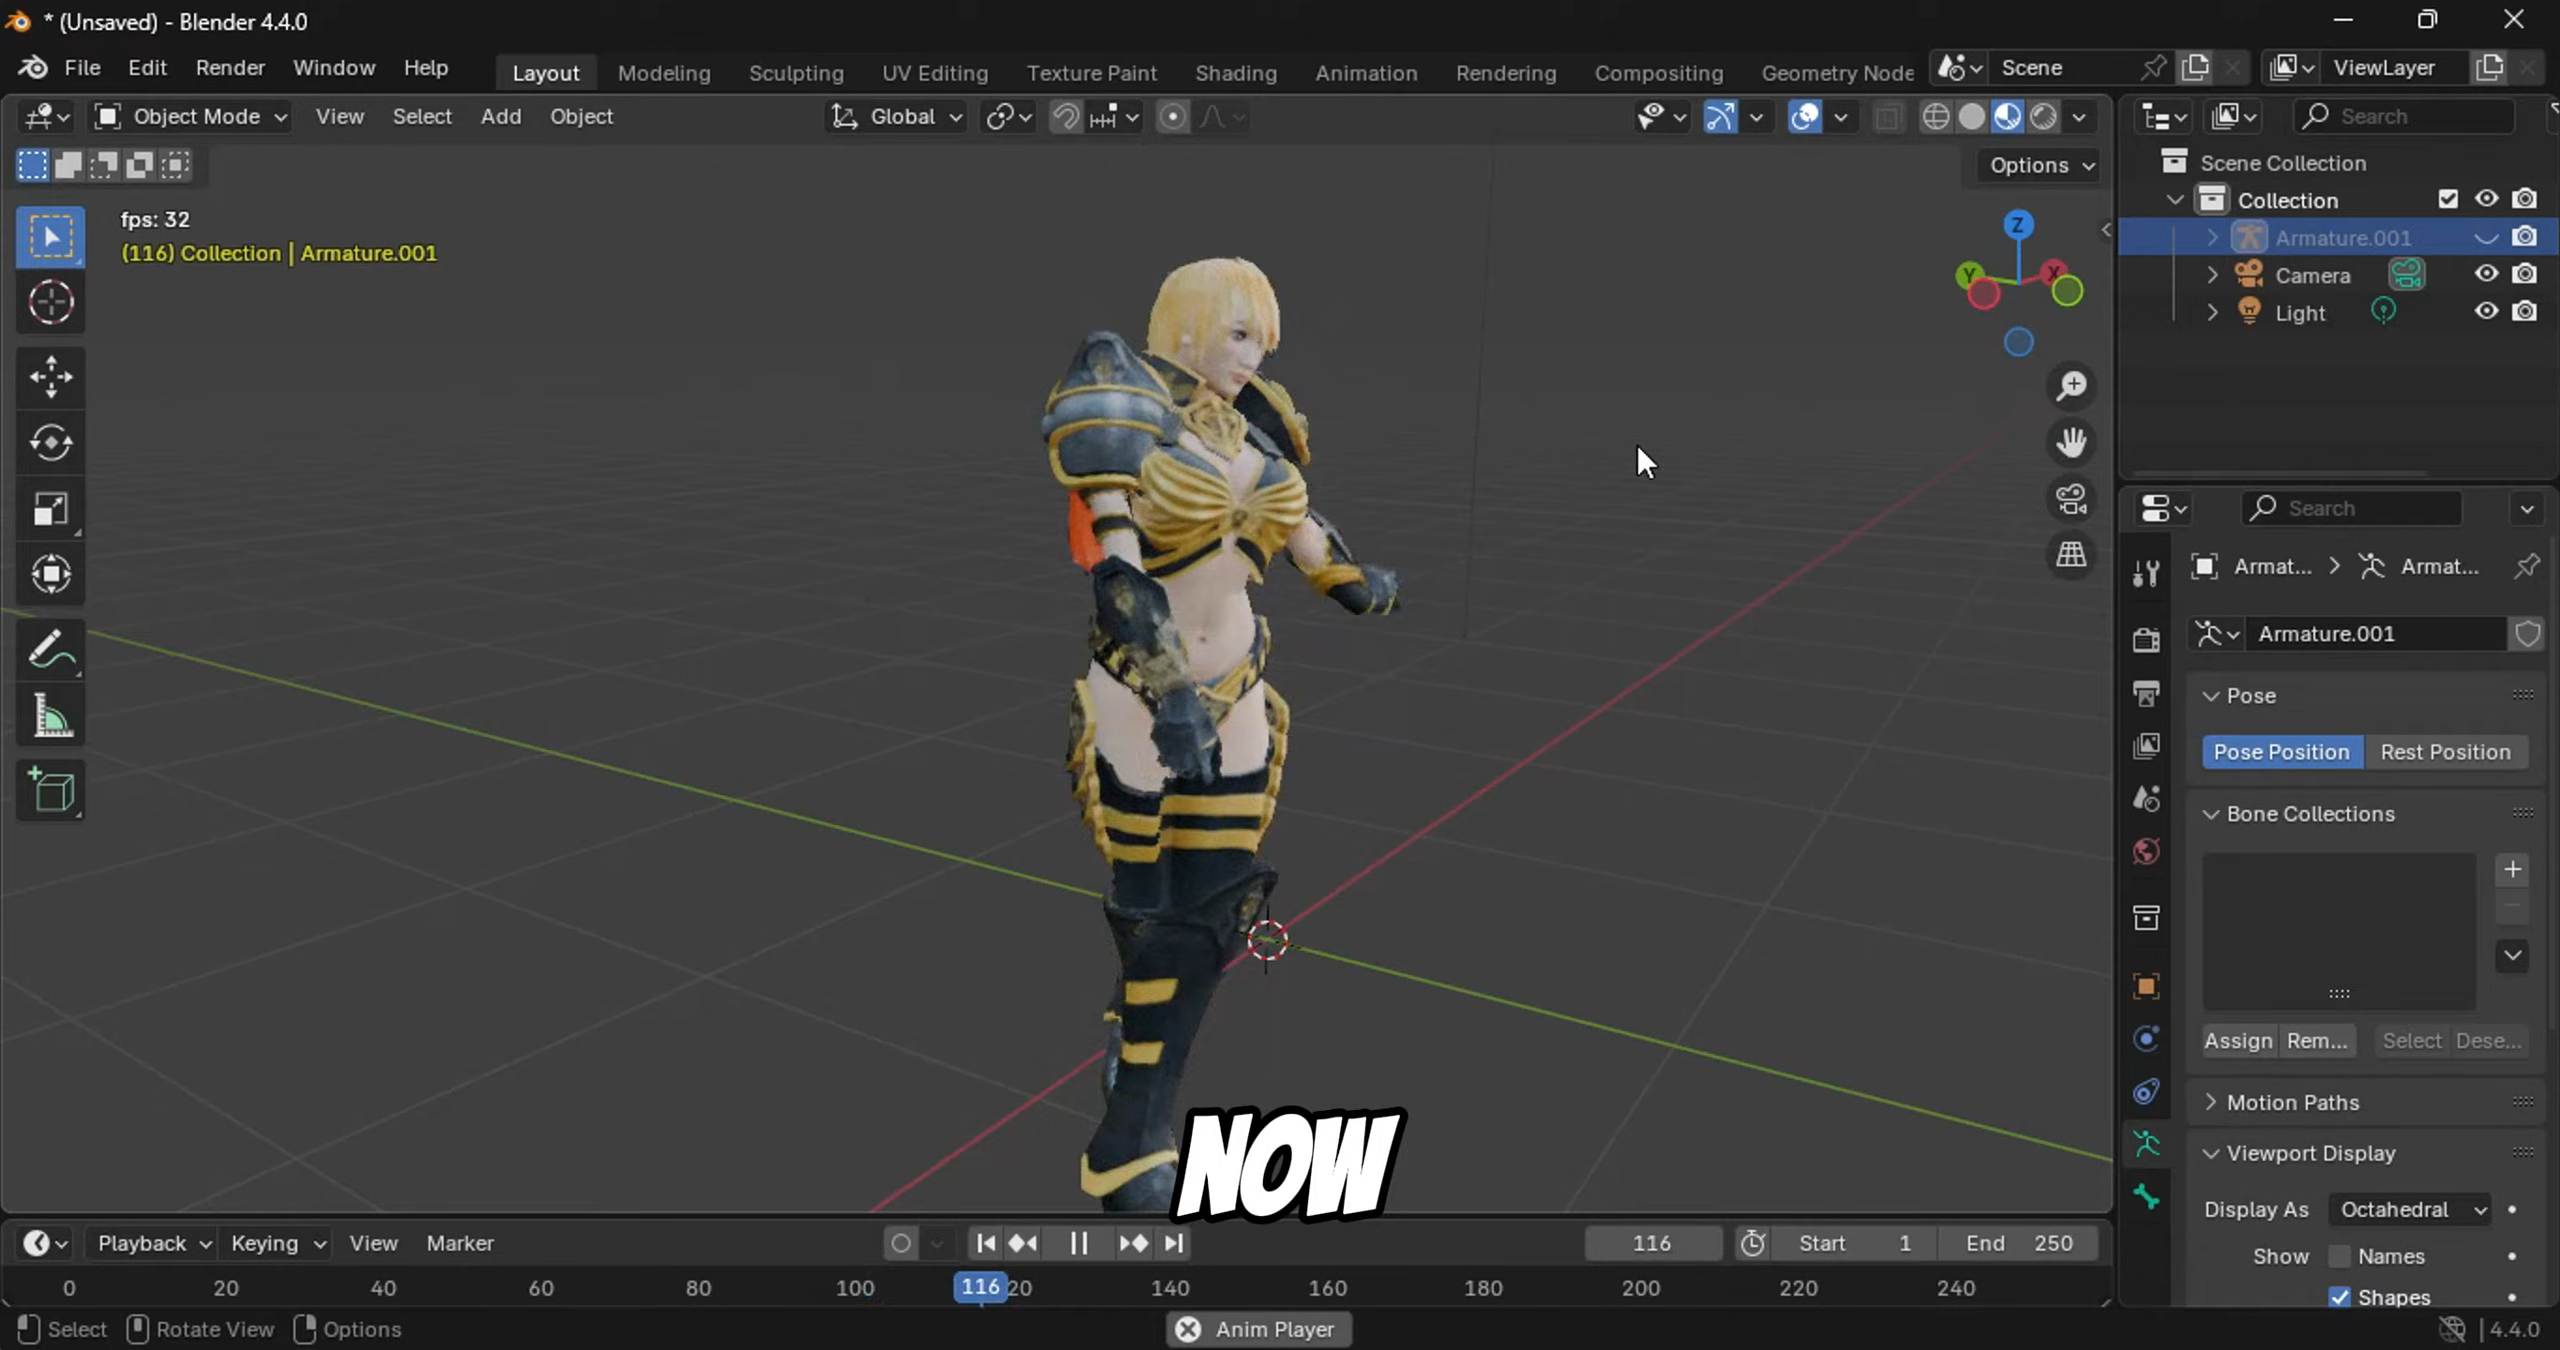 * (Unsaved) - Blender 4.4.0
File Edit Render Window Help Layout Modeling Sculpting UV Editing Texture Paint Shading Animation Rendering Compositing Geometry Node Scene ViewLayer
Object Mode View Select Add Object Global Search
Options
fps: 32
(116) Collection | Armature.001
Z
Y X
Scene Collection
Collection
Armature.001
Camera
Light
Search
Armat... Armat...
Armature.001
Pose
Pose Position Rest Position
Bone Collections
Assign Rem... Select Dese...
Motion Paths
Viewport Display
Display As Octahedral
Show Names
Shapes
NOW
Playback Keying View Marker 116 Start 1 End 250
0 20 40 60 80 100 116 20 140 160 180 200 220 240
Select Rotate View Options Anim Player 4.4.0